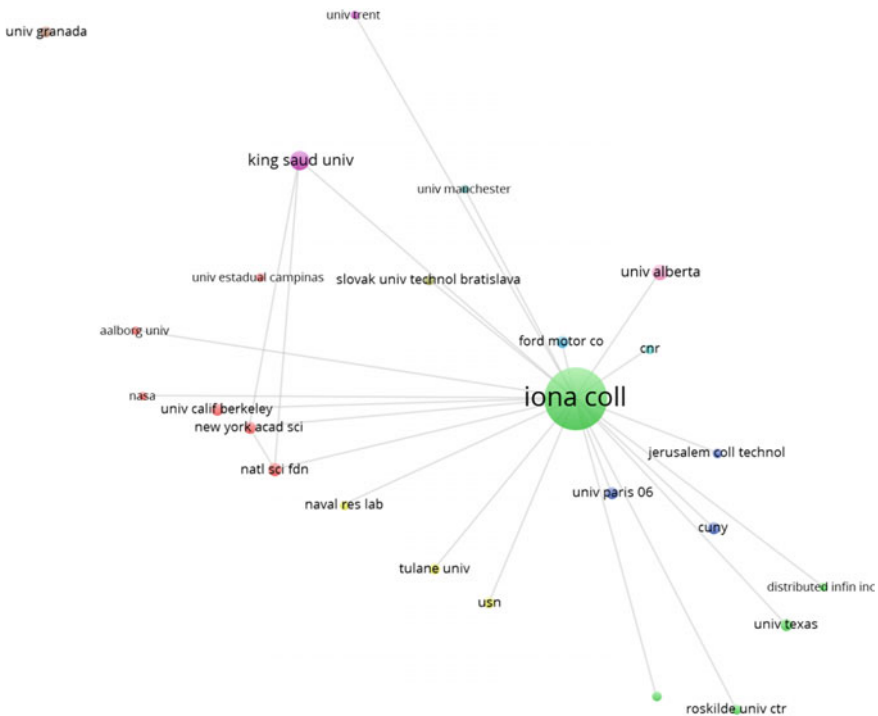 univ trent
univ granada
king saud univ
univ manchester
univ estadual campinas
slovak univ technol bratislava
univ alberta
aalborg univ
ford motor co
cnr
nasa
iona coll
univ calif berkeley
new york acad sci
jerusalem coll technol
natl sci fdn
univ paris 06
naval res lab
cuny
tulane univ
distributed infin inc
usn
univ texas
roskilde univ ctr